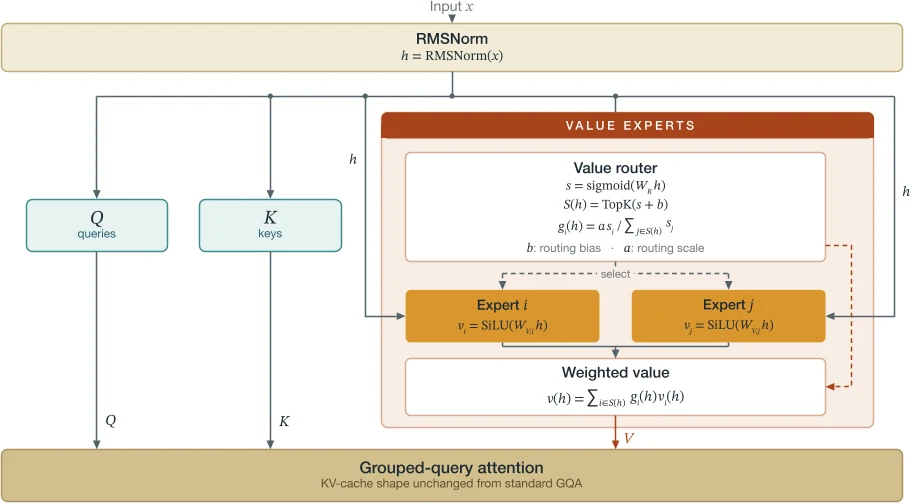 Input x
RMSNorm
h = RMSNorm(x)
VALUE EXPERTS
h
h
Value router
s = sigmoid(W_R h)
S(h) = TopK(s + b)
g_i(h) = a s_i / ∑_{j∈S(h)} s_j
b: routing bias · a: routing scale
Q
queries
K
keys
select
Expert i
v_i = SiLU(W_{V,i} h)
Expert j
v_j = SiLU(W_{V,j} h)
Weighted value
v(h) = ∑_{i∈S(h)} g_i(h)v_i(h)
Q
K
V
Grouped-query attention
KV-cache shape unchanged from standard GQA